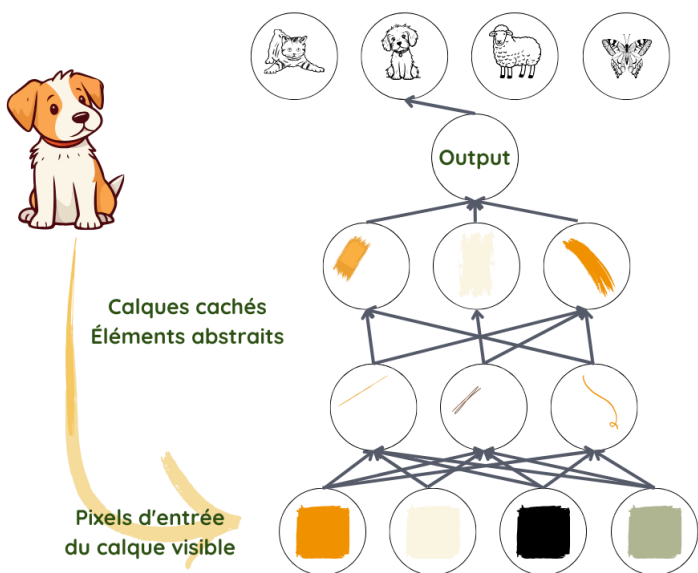 Output
Calques cachés
Éléments abstraits
Pixels d'entrée
du calque visible